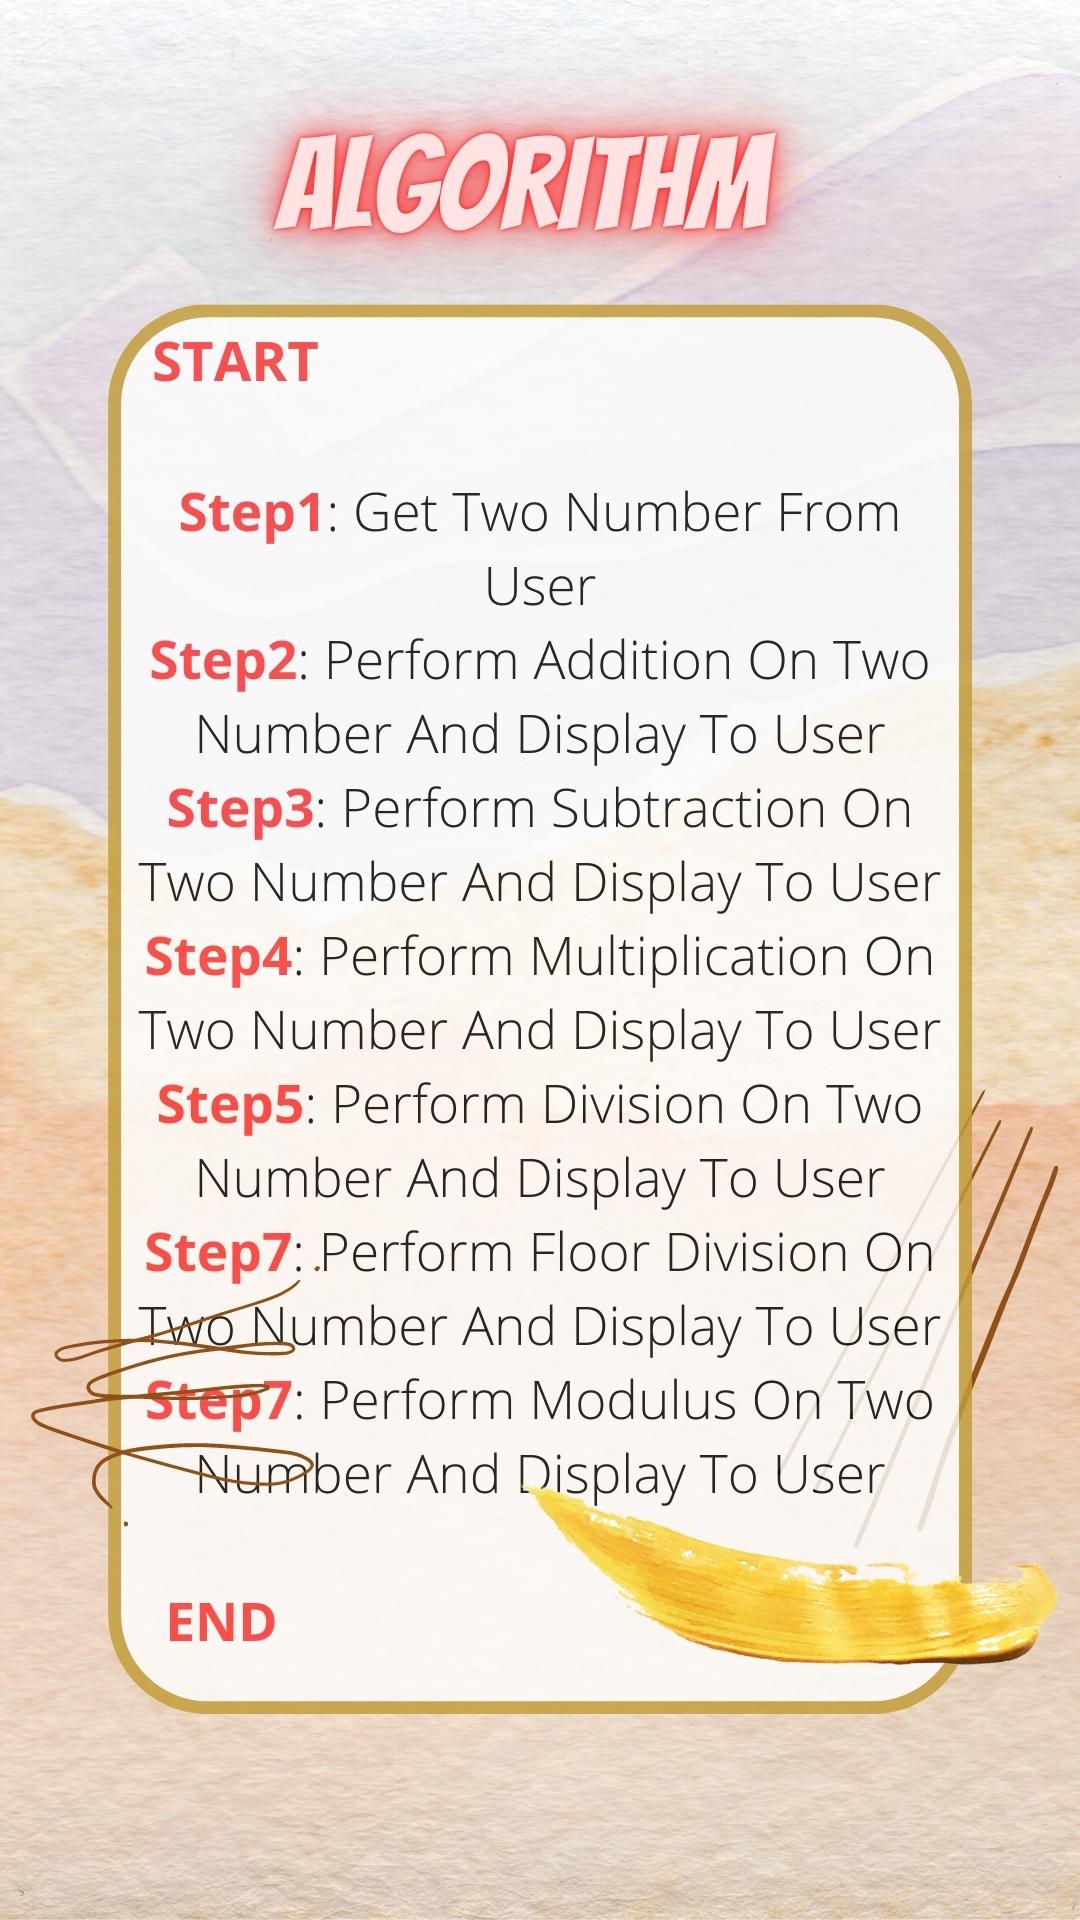 ALGORITHM
START
Step1: Get Two Number From
User
Step2: Perform Addition On Two
Number And Display To User
Step3: Perform Subtraction On
Two Number And Display To User
Step4: Perform Multiplication On
Two Number And Display To User
Step5: Perform Division On Two
Number And Display To User
Step7: Perform Floor Division On
Two Number And Display To User
Step7: Perform Modulus On Two
Number And Display To User
END